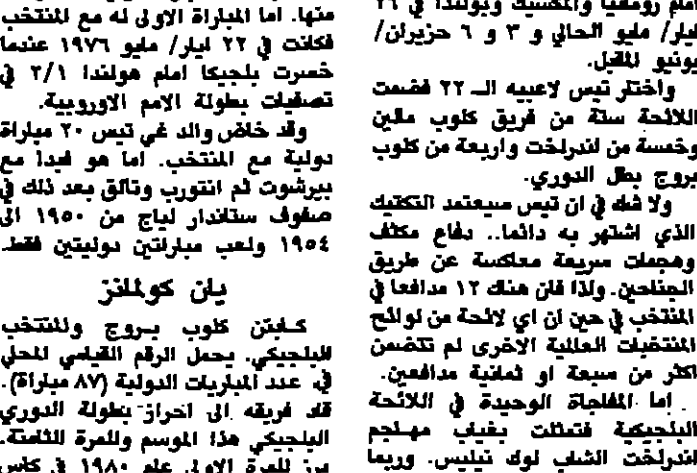 امام رومانيا والمكسيك وبولندا في ٢٦
ايار/ مايو الحالي و ٣ و ٦ حزيران/
يونيو المقبل.
واختار تيس لاعبيه الــ ٢٢ فضمت
اللائحة ستة من فريق كلوب مالين
وخمسة من اندرلخت واربعة من كلوب
بروج بطل الدوري.
ولا شك في ان تيس سيعتمد التكتيك
الذي اشتهر به دائما.. دفاع مكثف
وهجمات سريعة معاكسة عن طريق
الجناحين. ولذا فان هناك ١٢ مدافعا في
المنتخب في حين ان اي لائحة من لوائح
المنتخبات العالمية الاخرى لم تتضمن
اكثر من سبعة او ثمانية مدافعين.
اما المفاجاة الوحيدة في اللائحة
البلجيكية فتمثلت بغياب مهاجم
اندرلخت الشاب لوك نيليس. وربما
منها. اما المباراة الاولى له مع المنتخب
فكانت في ٢٢ ايار/ مايو ١٩٧٦ عندما
خسرت بلجيكا امام هولندا ٢/١ في
تصفيات بطولة الامم الاوروبية.
وقد خاض والد غي تيس ٢٠ مباراة
دولية مع المنتخب. اما هو فبدا مع
بيرشوت ثم انتورب وتالق بعد ذلك في
صفوف ستاندار لياج من ١٩٥٠ الى
١٩٥٤ ولعب مباراتين دوليتين فقط.
يان كولمانز
كـابتن كلوب بـروج وللمنتخب
البلجيكي. يحمل الرقم القياسي المحلي
في عدد المباريات الدولية (٨٧ مباراة).
قاد فريقه الى احراز بطولة الدوري
البلجيكي هذا الموسم وللمرة الثامنة.
برز للمرة الاولى عام ١٩٨٠ في كاس